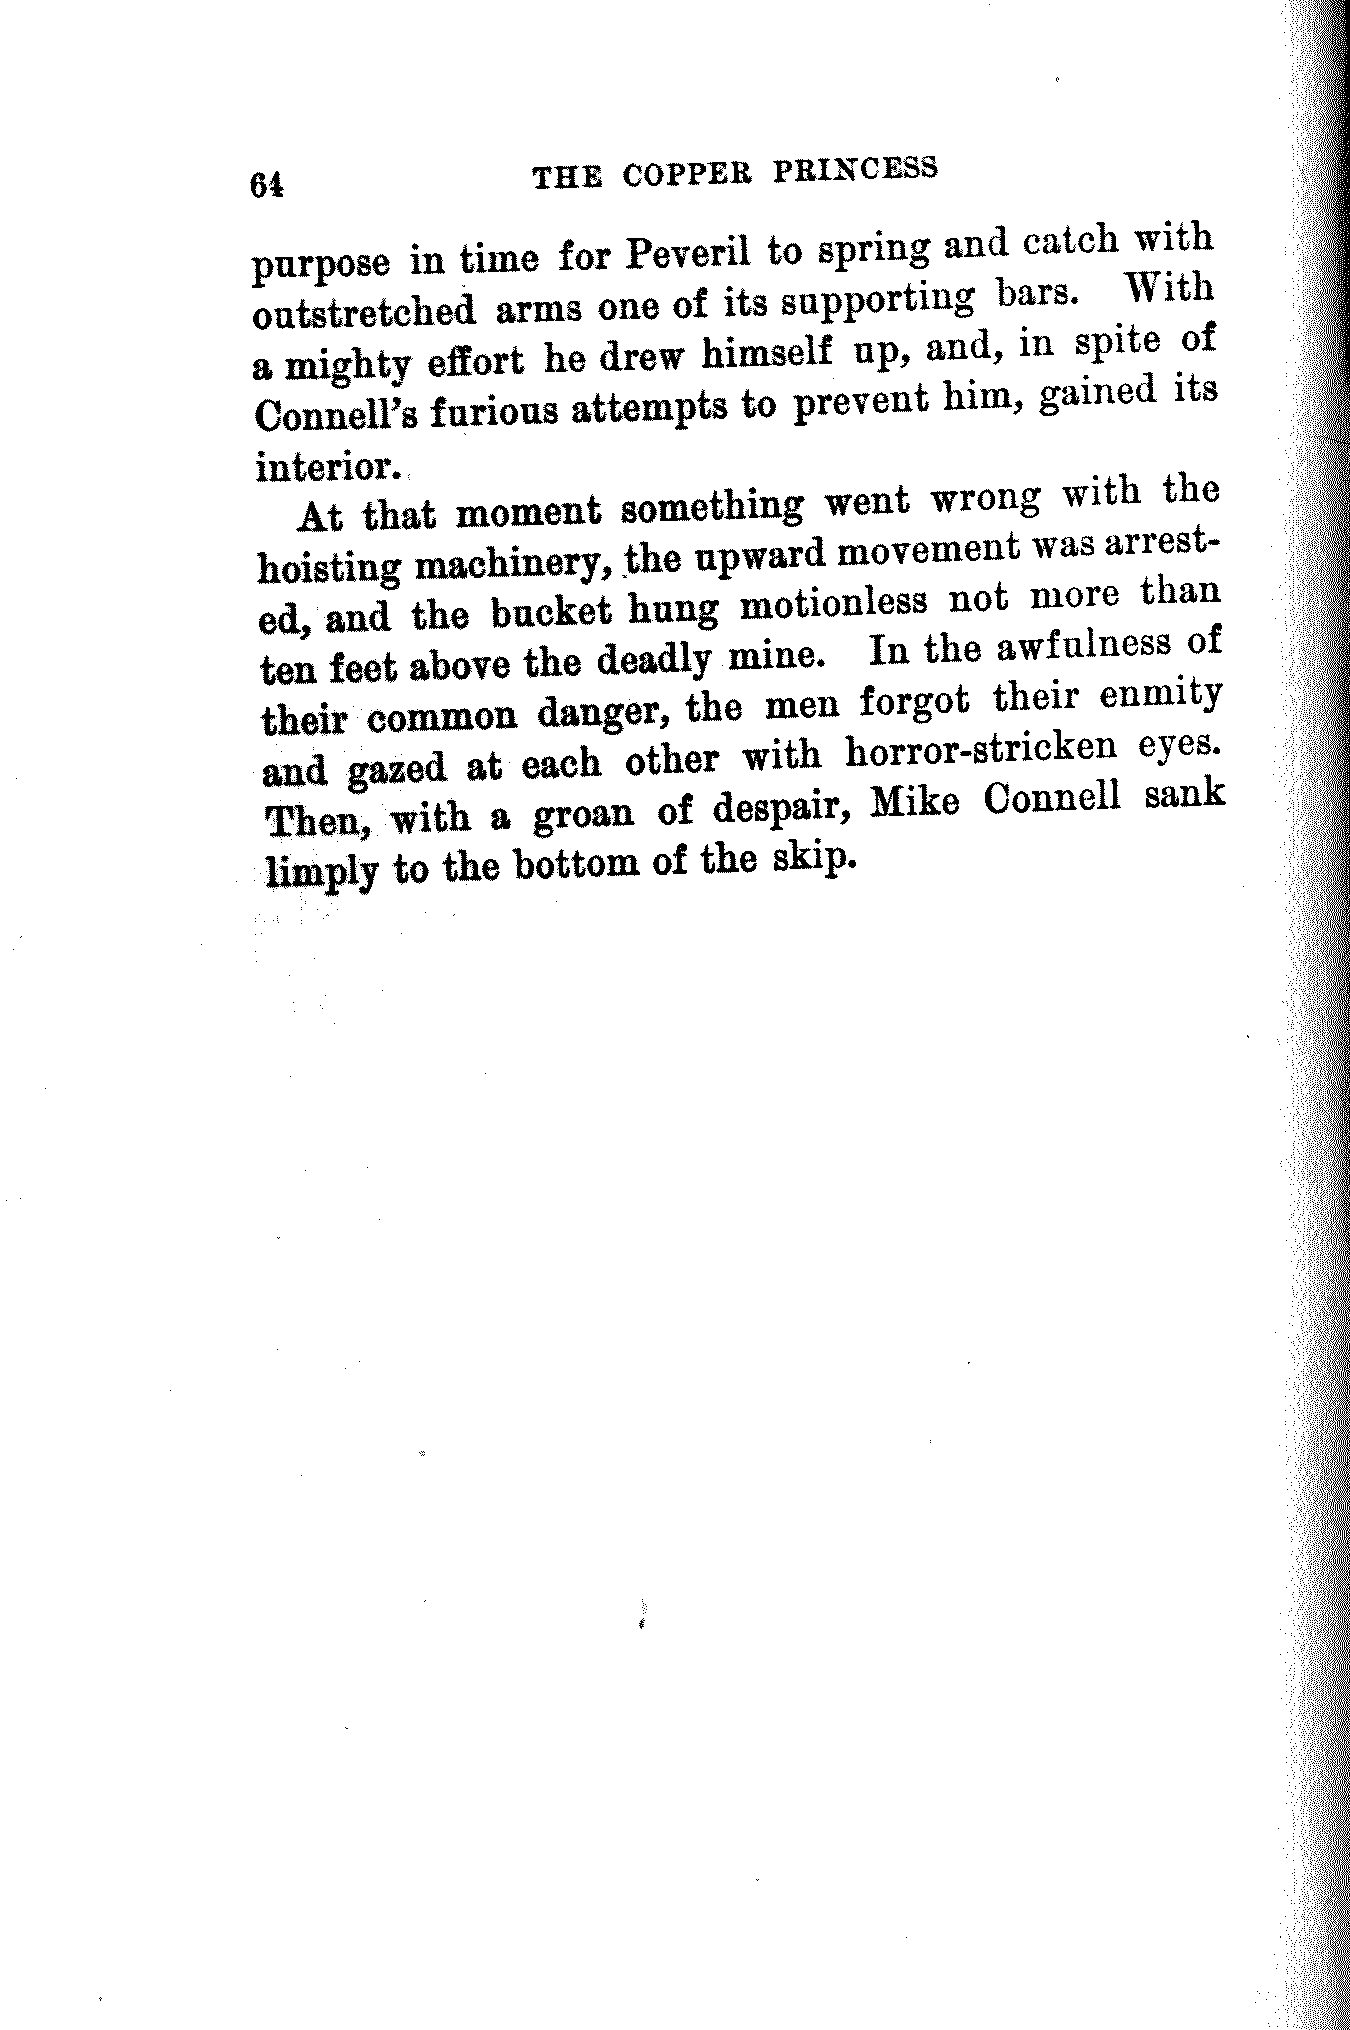 64 THE COPPER PRINCESS
purpose in time for Peveril to spring and catch with
outstretched arms one of its supporting bars. With
a mighty effort he drew himself up, and, in spite of
Connell's furious attempts to prevent him, gained its
interior.
At that moment something went wrong with the
hoisting machinery, the upward movement was arrest-
ed, and the bucket hung motionless not more than
ten feet above the deadly mine. In the awfulness of
their common danger, the men forgot their enmity
and gazed at each other with horror-stricken eyes.
Then, with a groan of despair, Mike Connell sank
limply to the bottom of the skip.